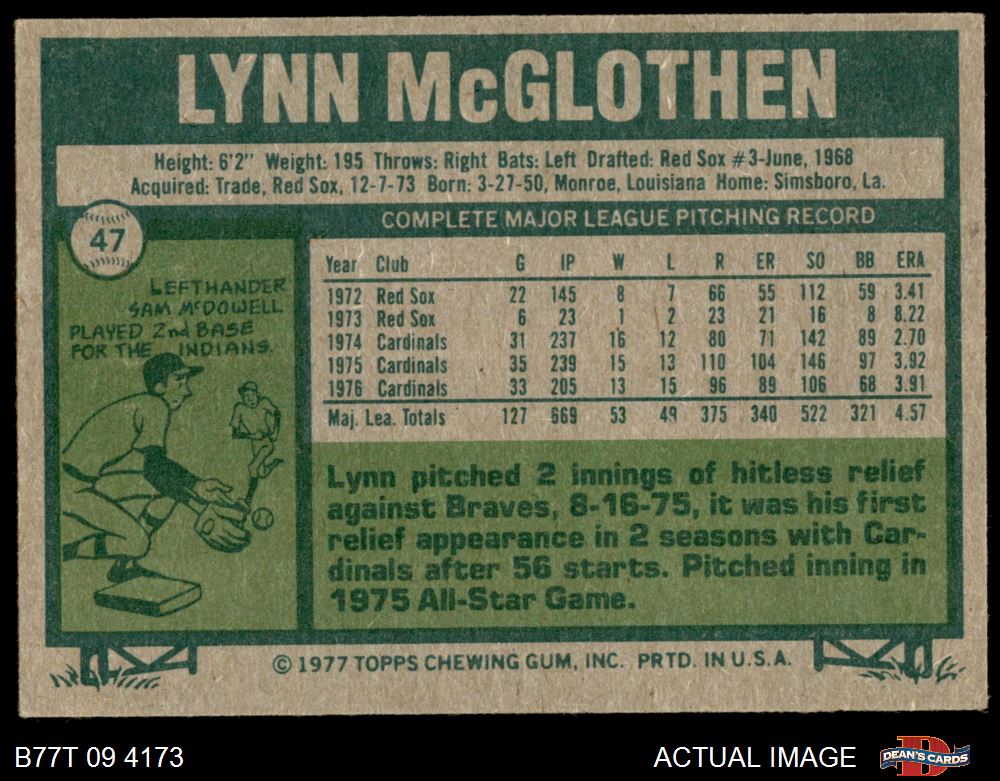 LYNN McGLOTHEN
Height: 6'2" Weight: 195 Throws: Right Bats: Left Drafted: Red Sox #3-June, 1968
Acquired: Trade, Red Sox, 12-7-73 Born: 3-27-50, Monroe, Louisiana Home: Simsboro, La.
47
LEFTHANDER
SAM McDOWELL
PLAYED 2nd BASE
FOR THE INDIANS.
COMPLETE MAJOR LEAGUE PITCHING RECORD
Year Club G IP W L R ER SO BB ERA
1972 Red Sox 22 145 8 7 66 55 112 59 3.41
1973 Red Sox 6 23 1 2 23 21 16 8 8.22
1974 Cardinals 31 237 16 12 80 71 142 89 2.70
1975 Cardinals 35 239 15 13 110 104 146 97 3.92
1976 Cardinals 33 205 13 15 96 89 106 68 3.91
Maj. Lea. Totals 127 669 53 49 375 340 522 321 4.57
Lynn pitched 2 innings of hitless relief
against Braves, 8-16-75, it was his first
relief appearance in 2 seasons with Car-
dinals after 56 starts. Pitched inning in
1975 All-Star Game.
© 1977 TOPPS CHEWING GUM, INC. PRTD. IN U.S.A.
B77T 09 4173
ACTUAL IMAGE
DEAN'S CARDS